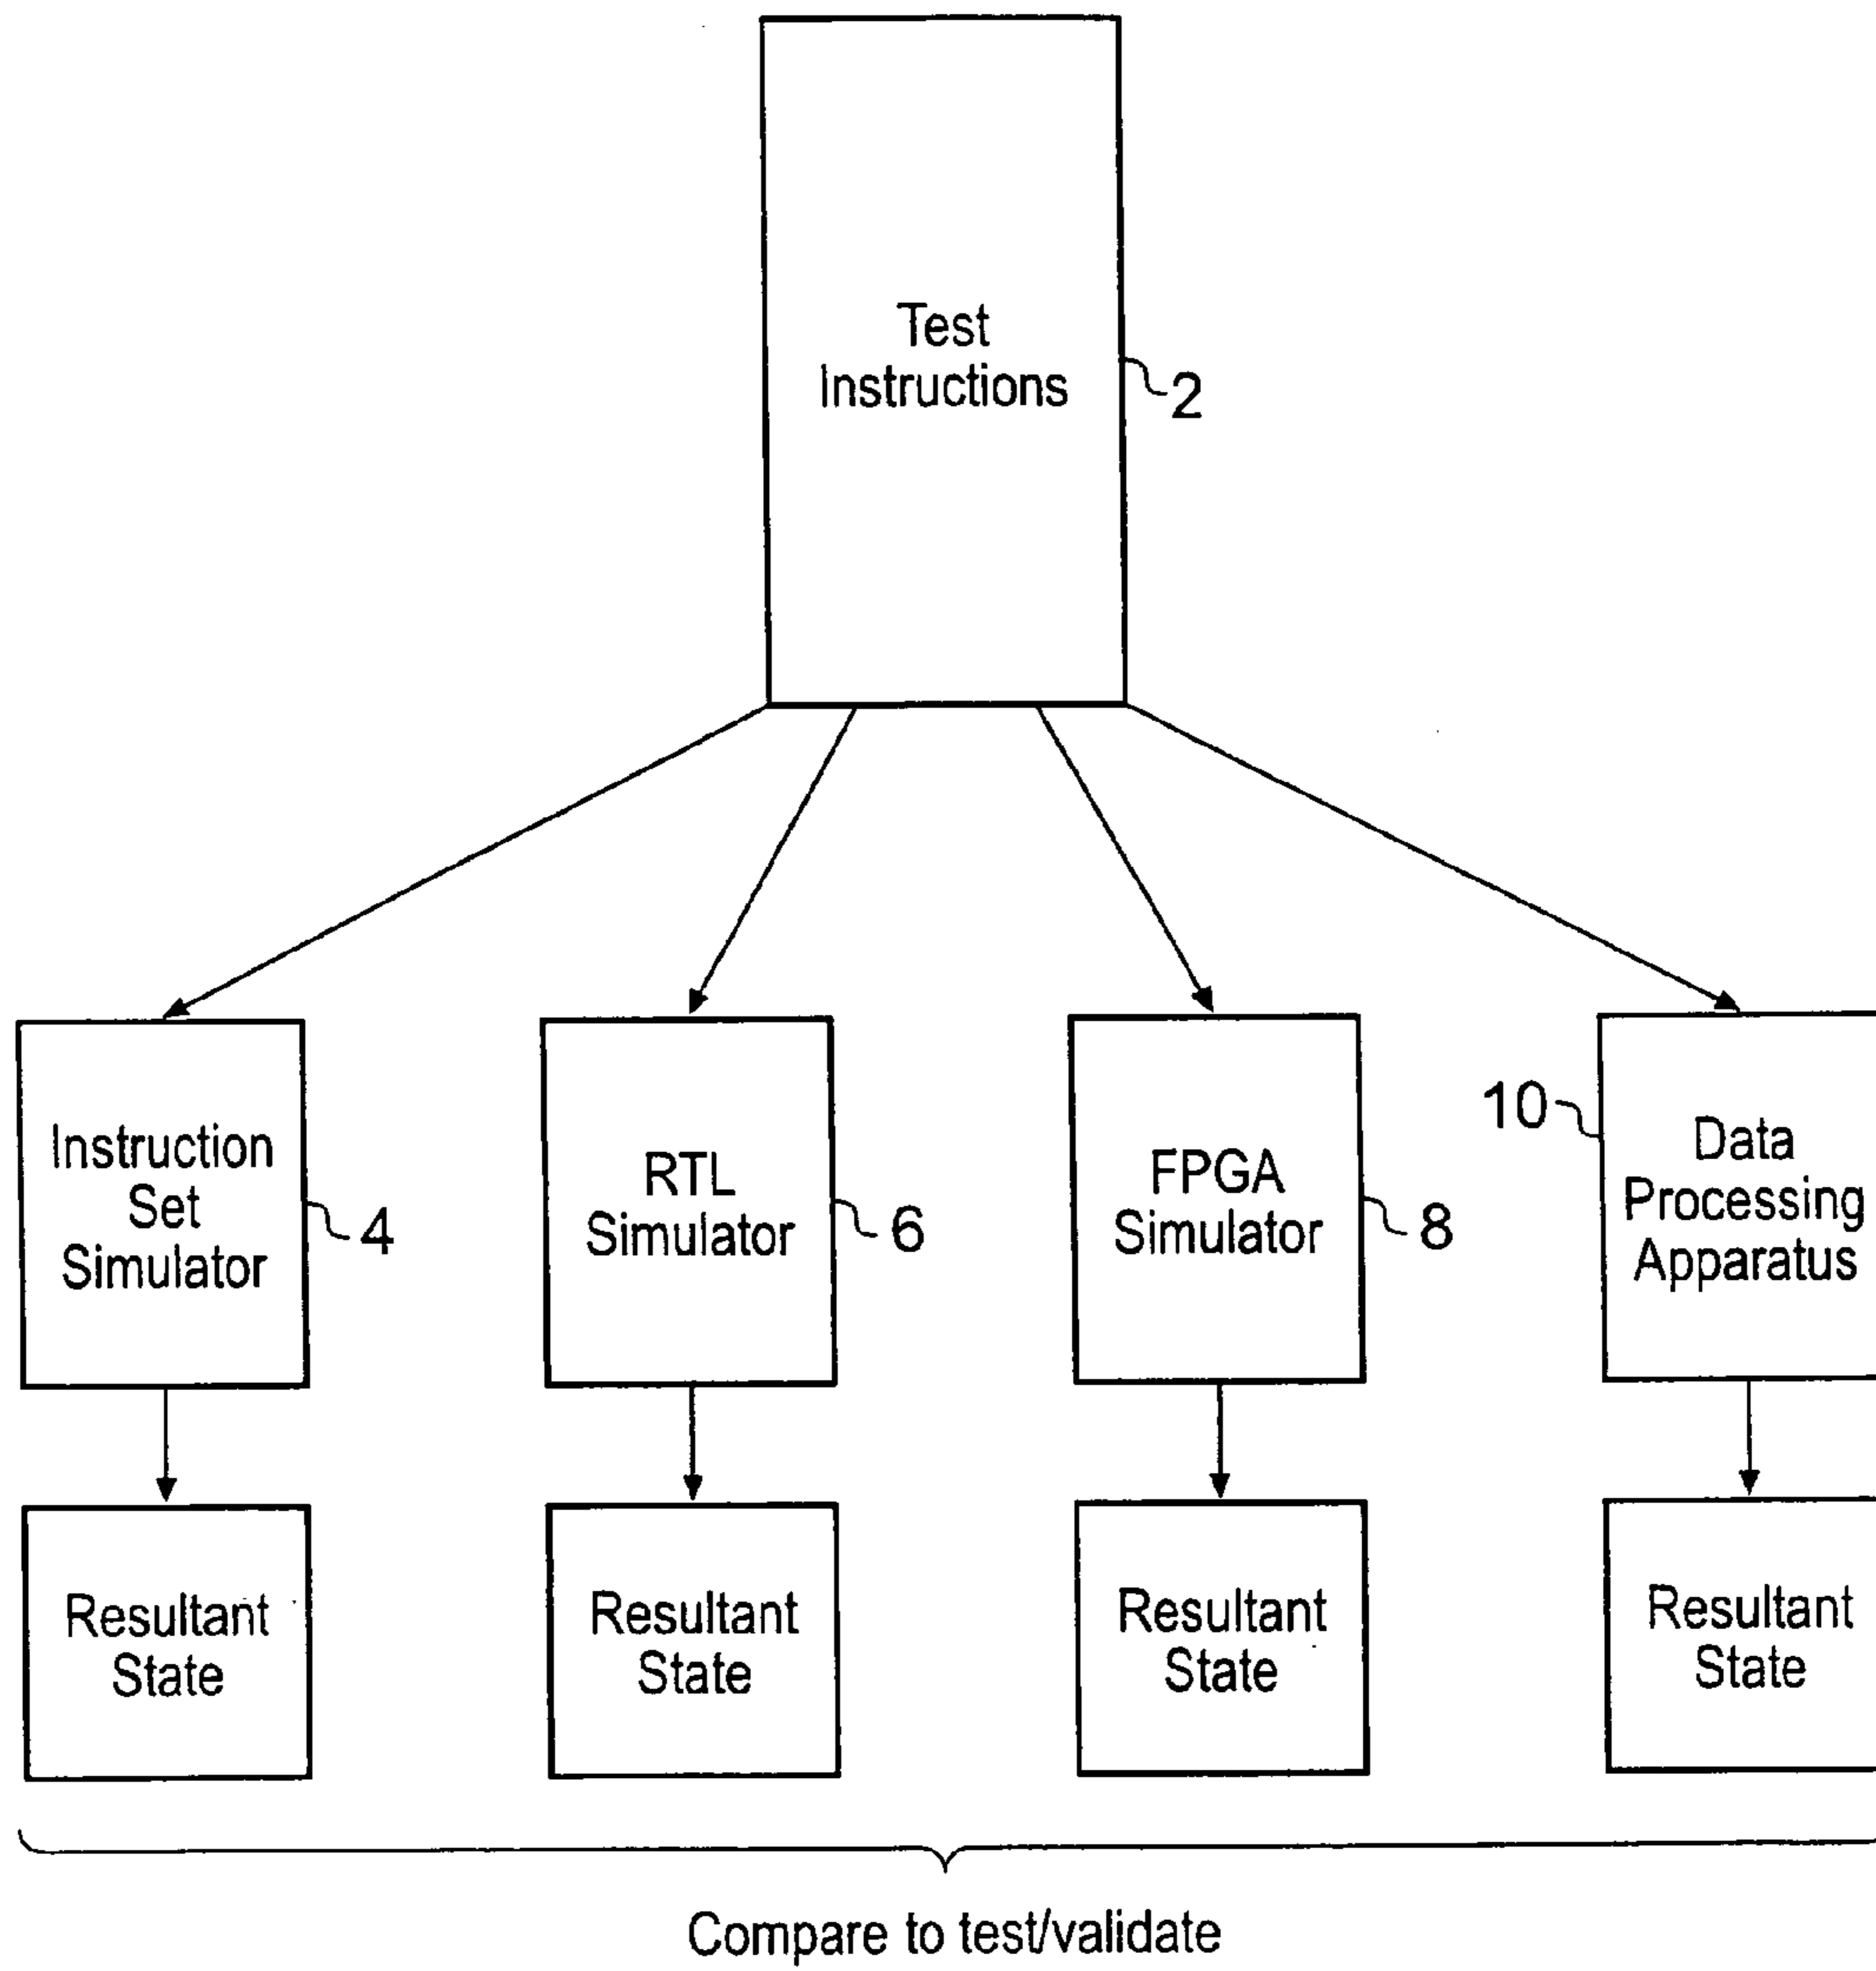 Test
Instructions
2
Instruction
Set
Simulator
4
RTL
Simulator
6
FPGA
Simulator
8
10
Data
Processing
Apparatus
Resultant
State
Resultant
State
Resultant
State
Resultant
State
Compare to test/validate